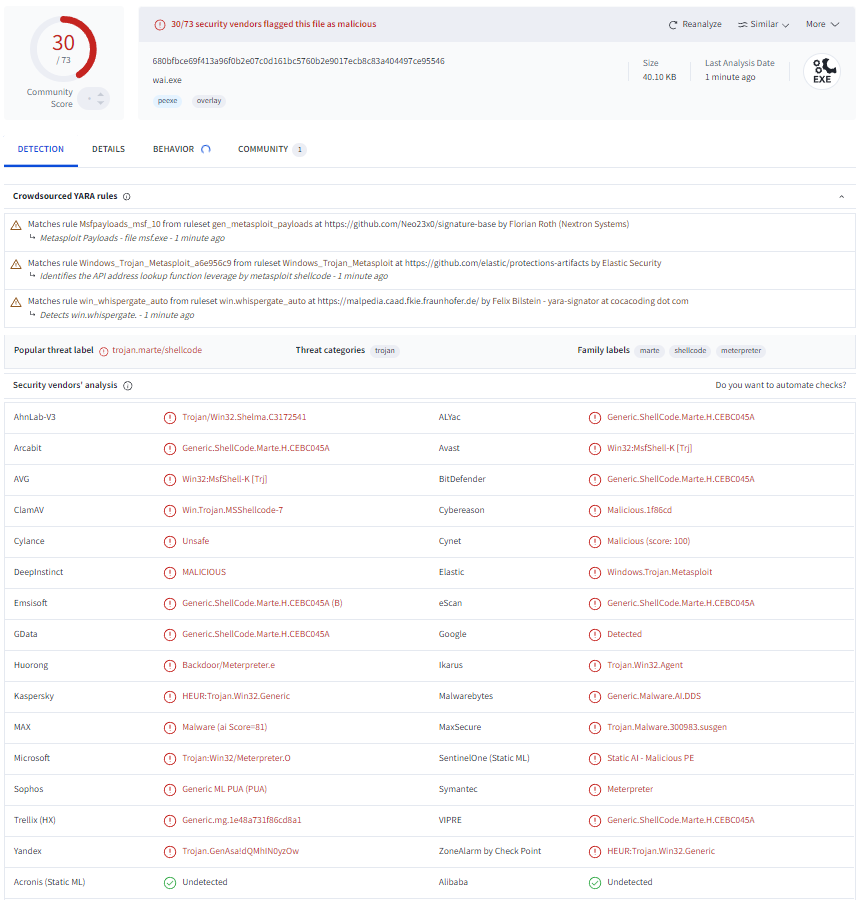 30
/ 73
Community
Score
30/73 security vendors flagged this file as malicious
Reanalyze
Similar
More
680bfbce69f413a96f0b2e07c0d161bc5760b2e9017ecb8c83a404497ce95546
wai.exe
peexe
overlay
Size
40.10 KB
Last Analysis Date
1 minute ago
EXE
DETECTION
DETAILS
BEHAVIOR
COMMUNITY 1
Crowdsourced YARA rules
Matches rule Msfpayloads_msf_10 from ruleset gen_metasploit_payloads at https://github.com/Neo23x0/signature-base by Florian Roth (Nextron Systems)
↳ Metasploit Payloads - file msf.exe - 1 minute ago
Matches rule Windows_Trojan_Metasploit_a6e956c9 from ruleset Windows_Trojan_Metasploit at https://github.com/elastic/protections-artifacts by Elastic Security
↳ Identifies the API address lookup function leverage by metasploit shellcode - 1 minute ago
Matches rule win_whispergate_auto from ruleset win.whispergate_auto at https://malpedia.caad.fkie.fraunhofer.de/ by Felix Bilstein - yara-signator at cocacoding dot com
↳ Detects win.whispergate. - 1 minute ago
Popular threat label trojan.marte/shellcode
Threat categories trojan
Family labels marte shellcode meterpreter
Security vendors' analysis
Do you want to automate checks?
AhnLab-V3 Trojan/Win32.Shelma.C3172541 ALYac Generic.ShellCode.Marte.H.CEBC045A
Arcabit Generic.ShellCode.Marte.H.CEBC045A Avast Win32:MsfShell-K [Trj]
AVG Win32:MsfShell-K [Trj] BitDefender Generic.ShellCode.Marte.H.CEBC045A
ClamAV Win.Trojan.MSShellcode-7 Cybereason Malicious.1f86cd
Cylance Unsafe Cynet Malicious (score: 100)
DeepInstinct MALICIOUS Elastic Windows.Trojan.Metasploit
Emsisoft Generic.ShellCode.Marte.H.CEBC045A (B) eScan Generic.ShellCode.Marte.H.CEBC045A
GData Generic.ShellCode.Marte.H.CEBC045A Google Detected
Huorong Backdoor/Meterpreter.e Ikarus Trojan.Win32.Agent
Kaspersky HEUR:Trojan.Win32.Generic Malwarebytes Generic.Malware.AI.DDS
MAX Malware (ai Score=81) MaxSecure Trojan.Malware.300983.susgen
Microsoft Trojan:Win32/Meterpreter.O SentinelOne (Static ML) Static AI - Malicious PE
Sophos Generic ML PUA (PUA) Symantec Meterpreter
Trellix (HX) Generic.mg.1e48a731f86cd8a1 VIPRE Generic.ShellCode.Marte.H.CEBC045A
Yandex Trojan.GenAsa!dQMhIN0yzOw ZoneAlarm by Check Point HEUR:Trojan.Win32.Generic
Acronis (Static ML) Undetected Alibaba Undetected